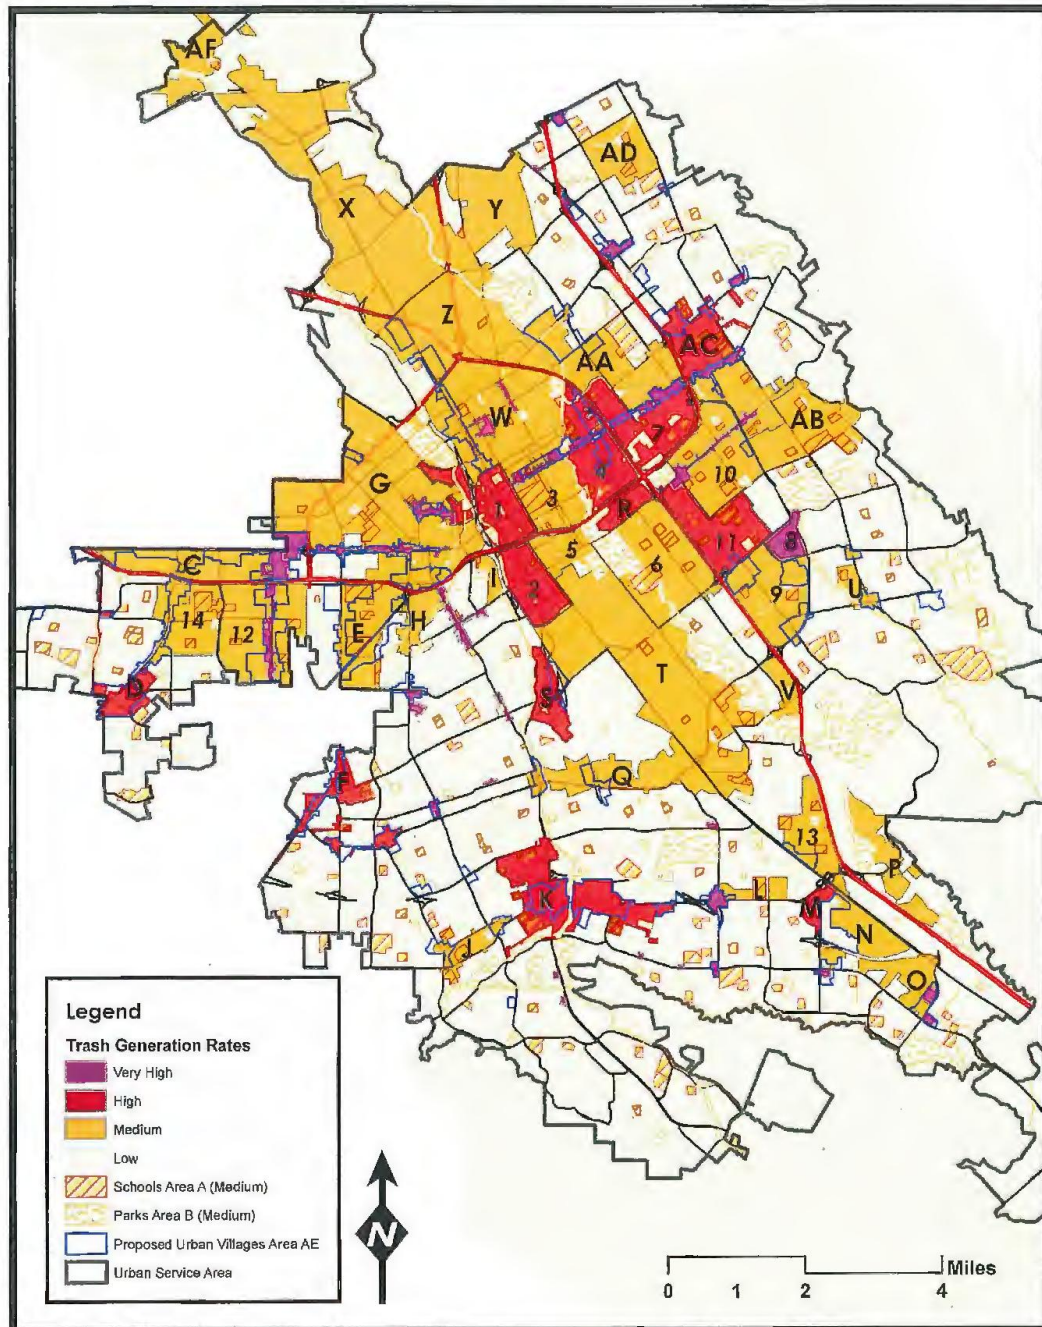 AF
AD
X
Y
Z
AC
AA
W
7
AB
4
10
G
1
3
R
11
5
8
6
C
I
2
9
U
14
12
E
H
T
V
D
S
F
Q
13
P
K
L
M
N
J
O
Legend
Trash Generation Rates
Very High
High
Medium
Low
Schools Area A (Medium)
Parks Area B (Medium)
Proposed Urban Villages Area AE
Urban Service Area
N
Miles
0 1 2 4